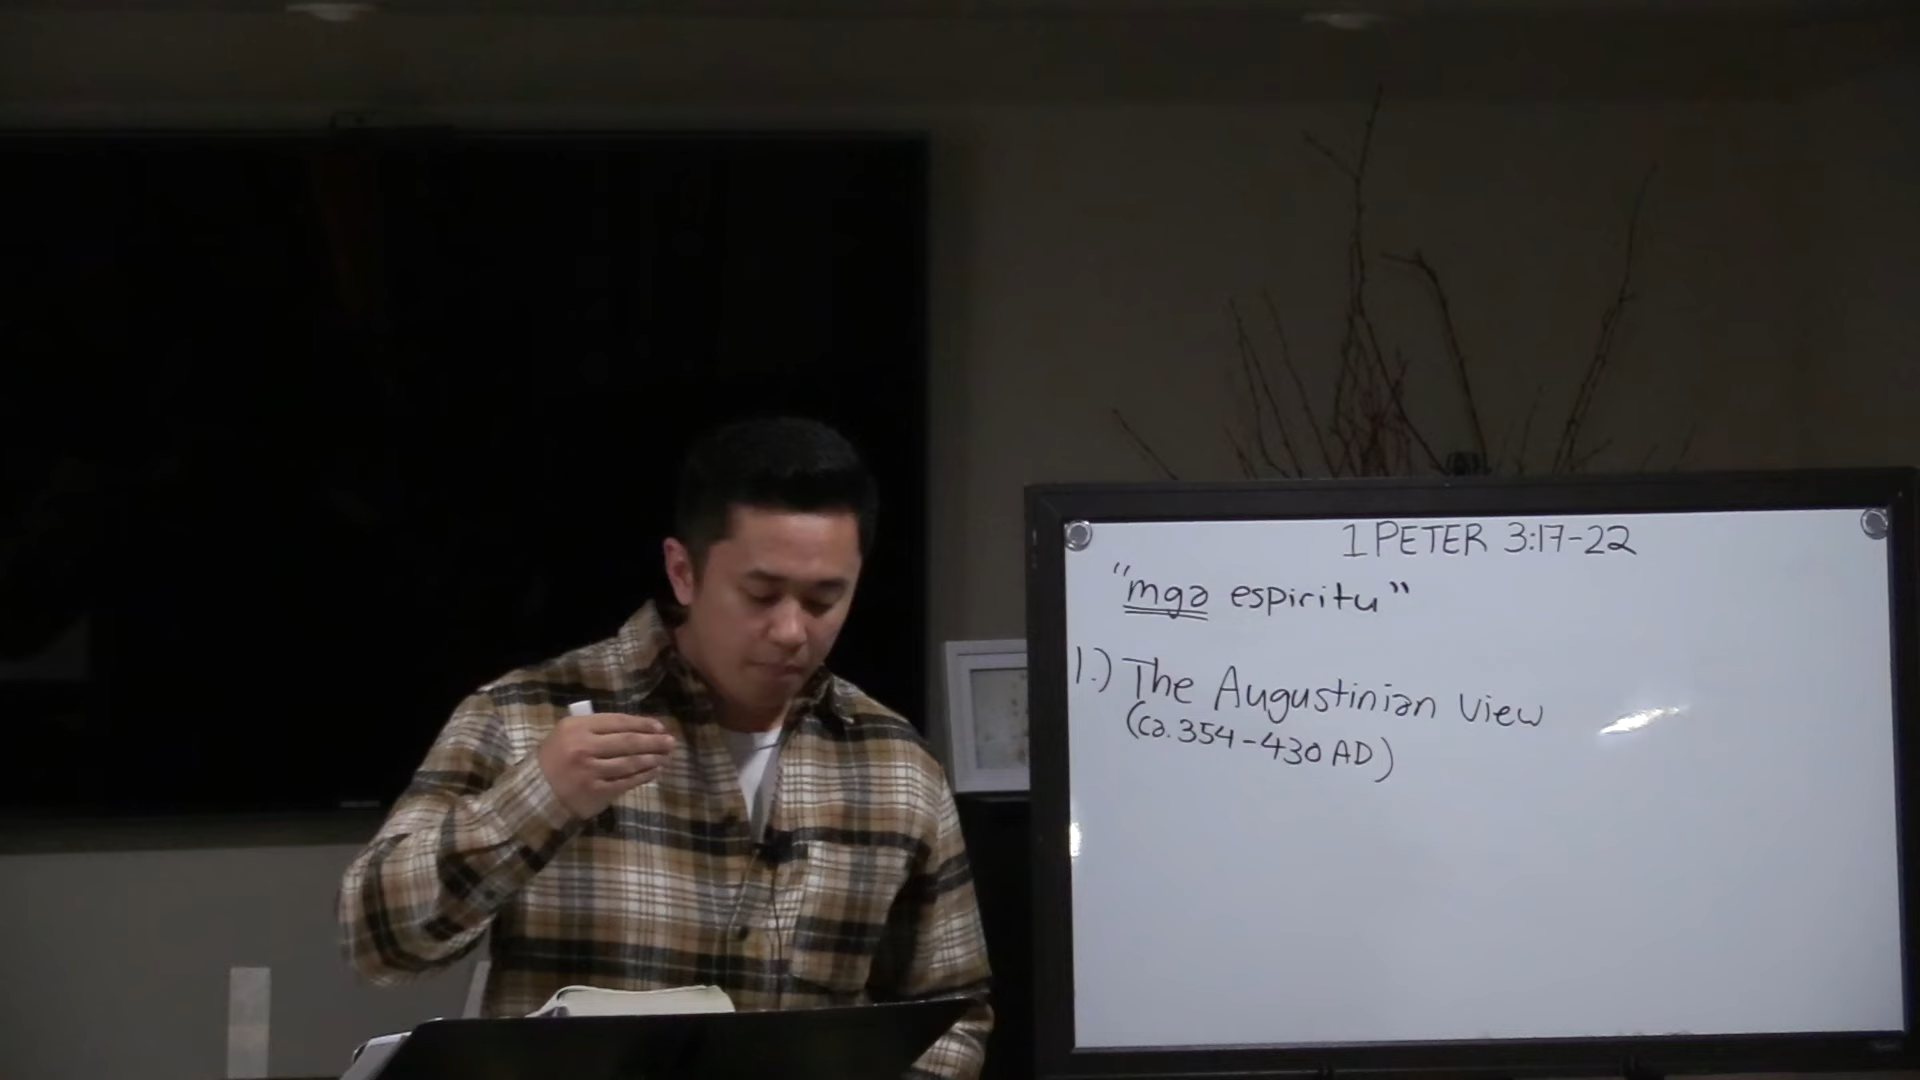 1 PETER 3:17-22
"mga espiritu"
1.) The Augustinian view
(ca. 354-430 AD)